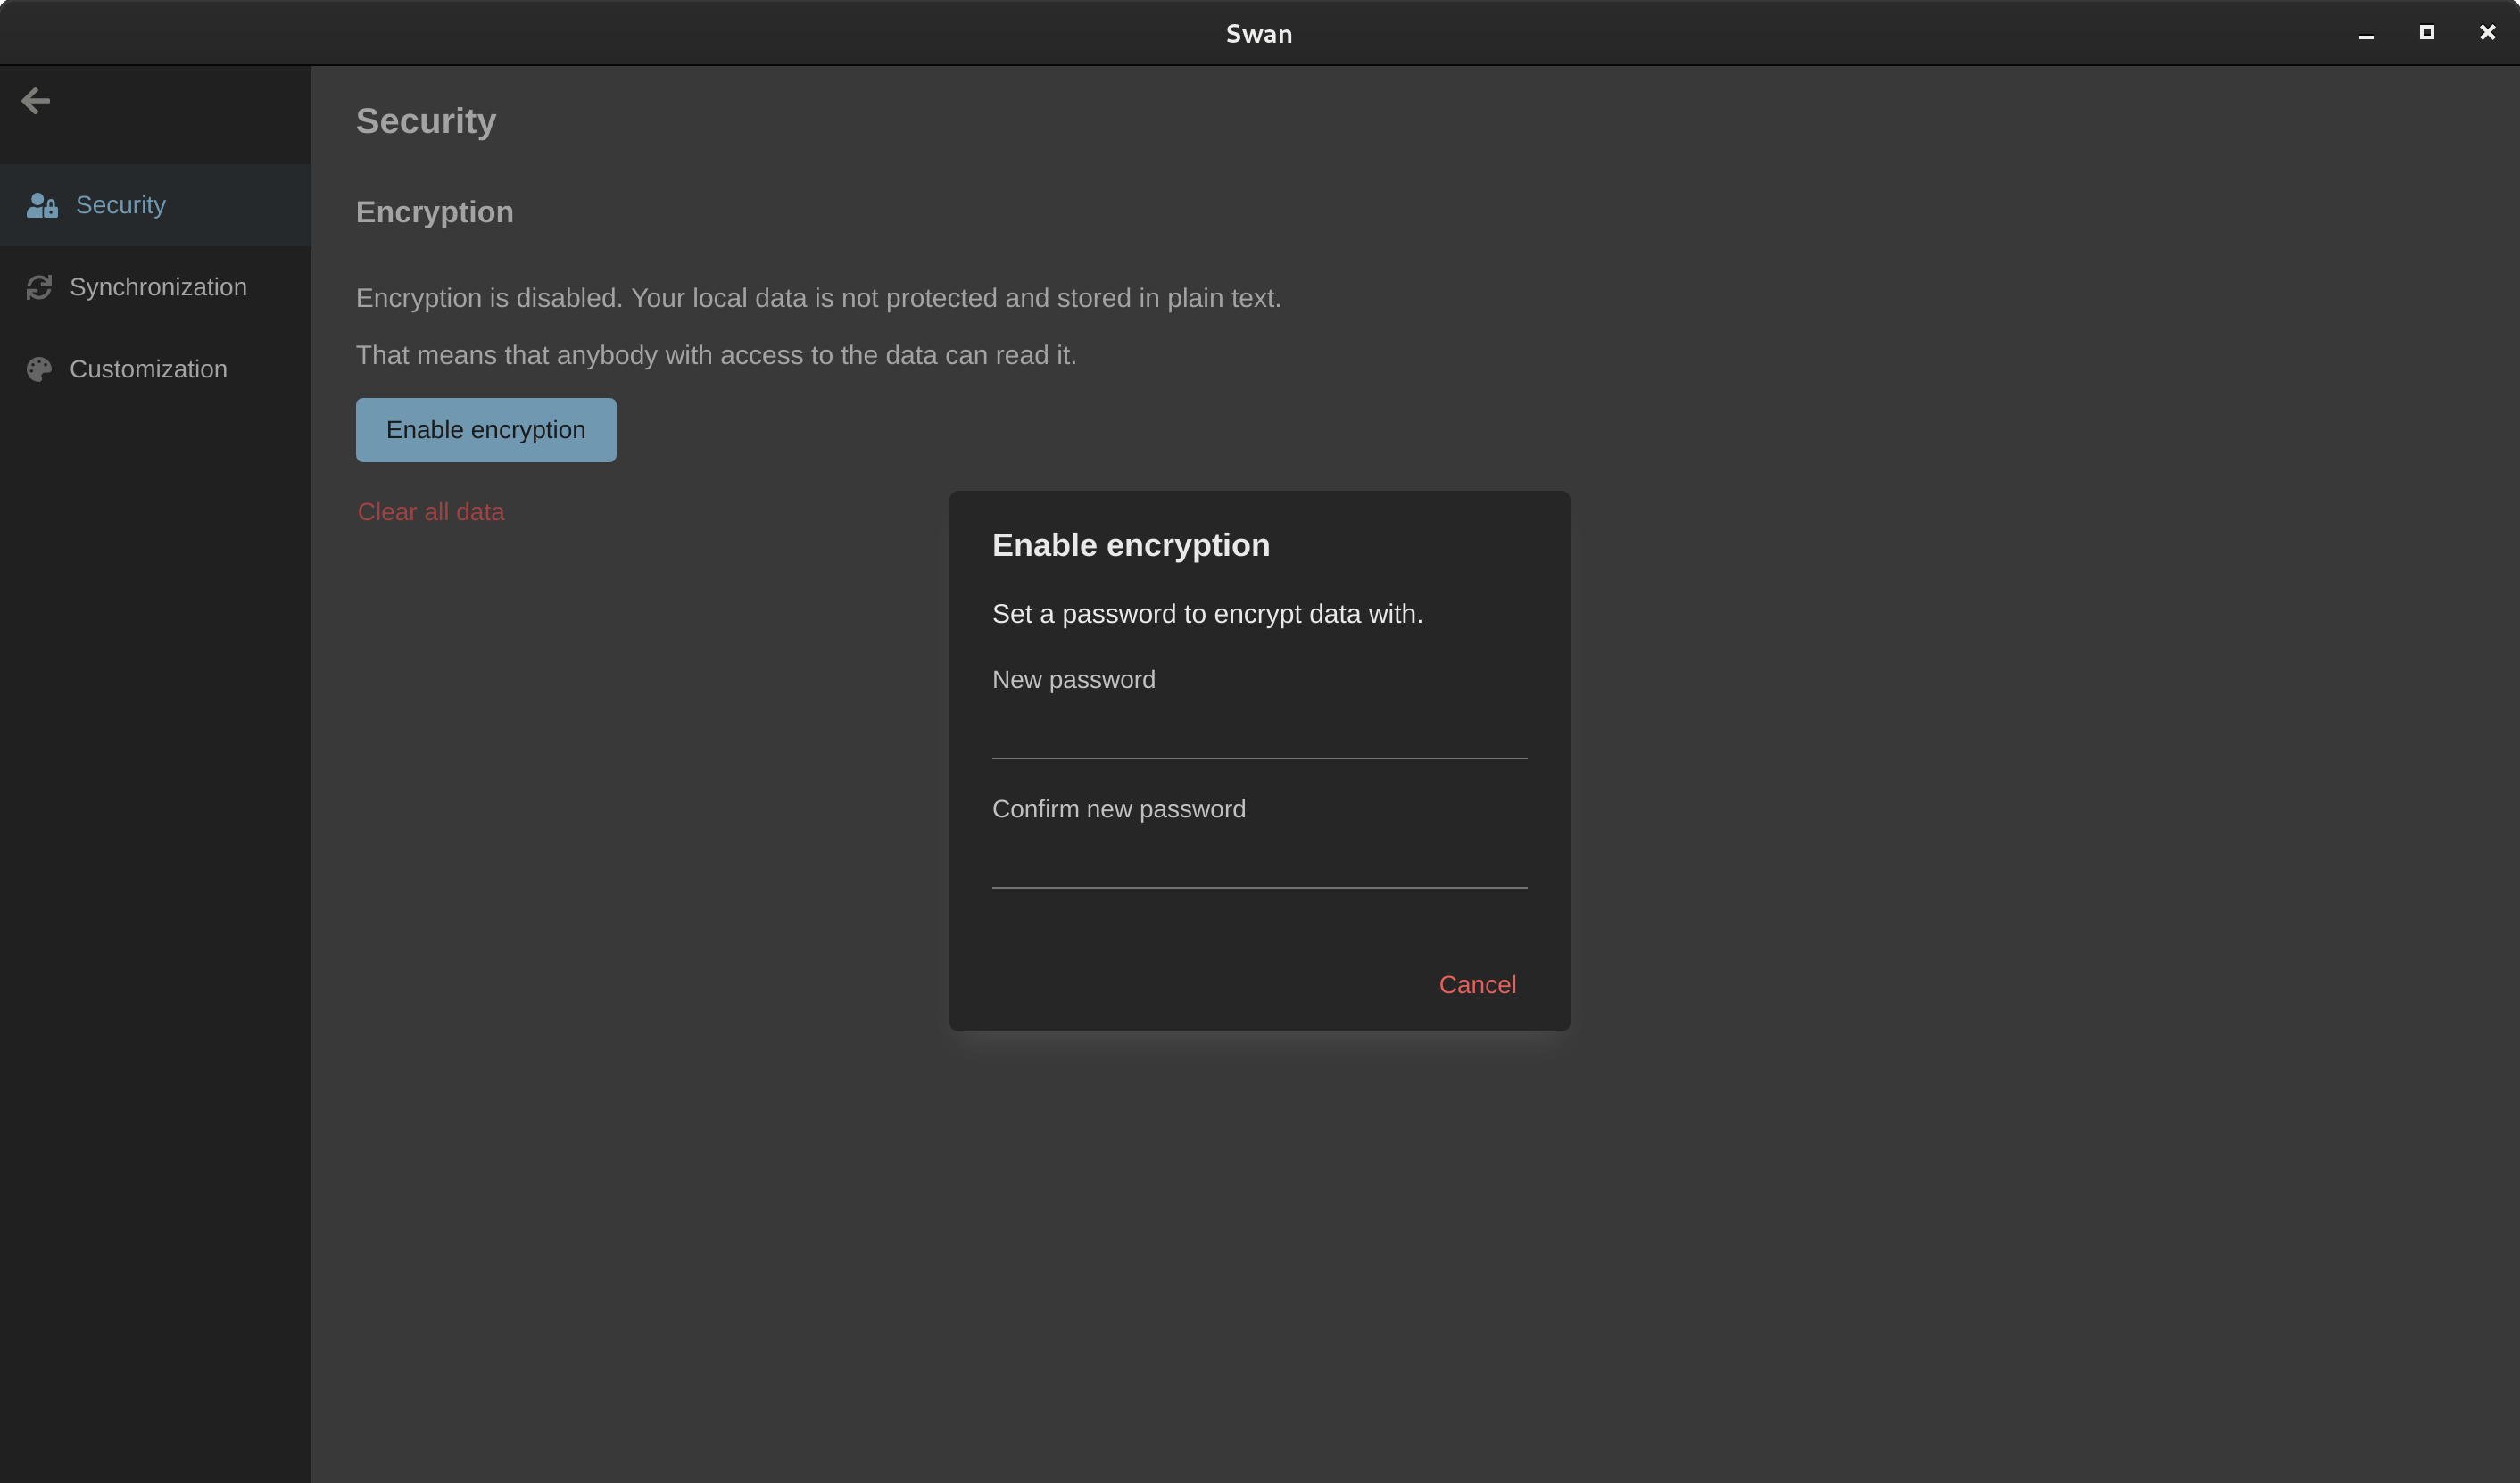 Swan
Security
Synchronization
Customization
Security
Encryption
Encryption is disabled. Your local data is not protected and stored in plain text.
That means that anybody with access to the data can read it.
Enable encryption
Clear all data
Enable encryption
Set a password to encrypt data with.
New password
Confirm new password
Cancel